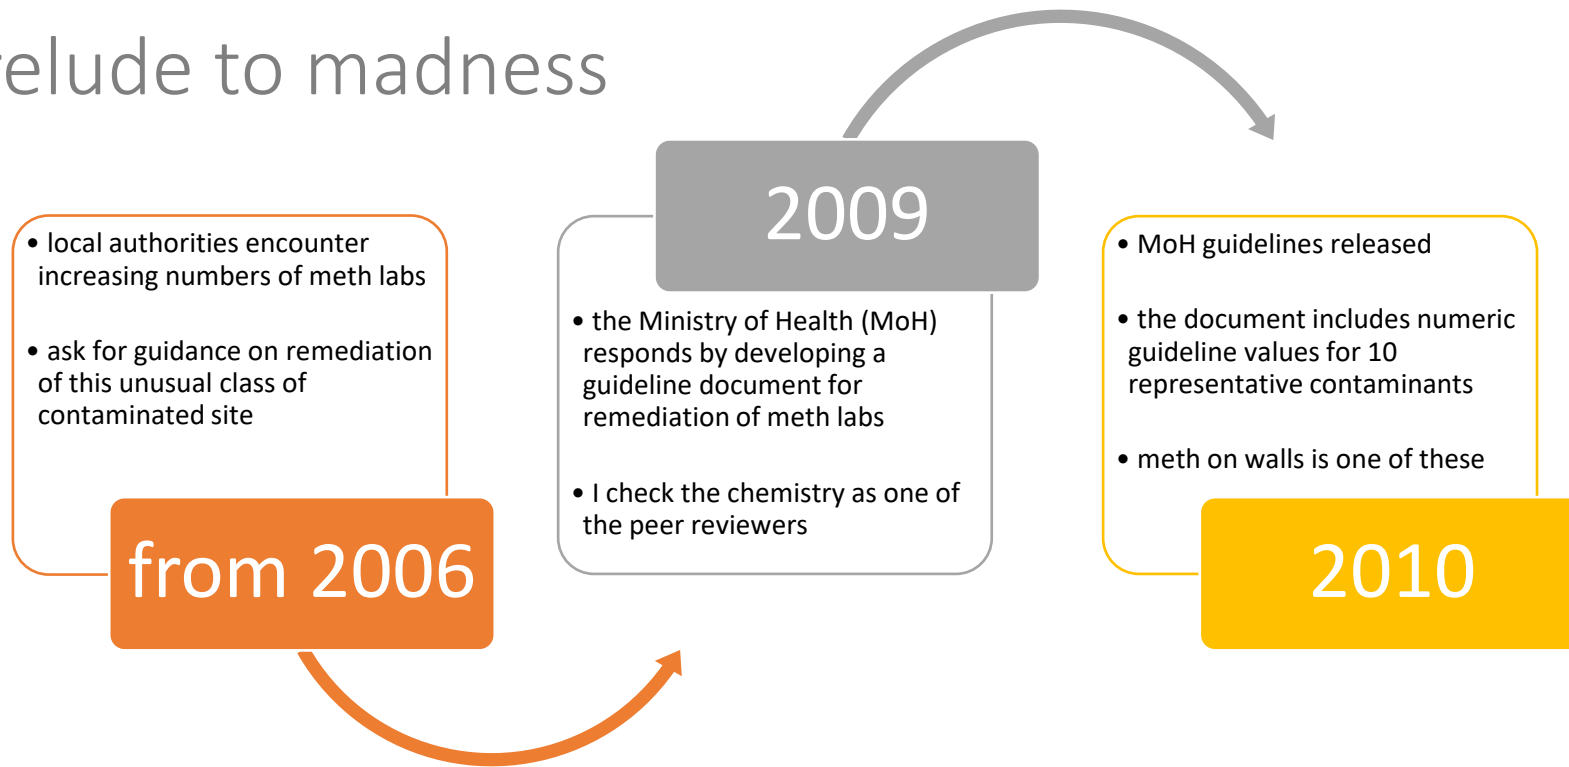 relude to madness
• local authorities encounter
increasing numbers of meth labs
• ask for guidance on remediation
of this unusual class of
contaminated site
from 2006
2009
• the Ministry of Health (MoH)
responds by developing a
guideline document for
remediation of meth labs
• I check the chemistry as one of
the peer reviewers
• MoH guidelines released
• the document includes numeric
guideline values for 10
representative contaminants
• meth on walls is one of these
2010